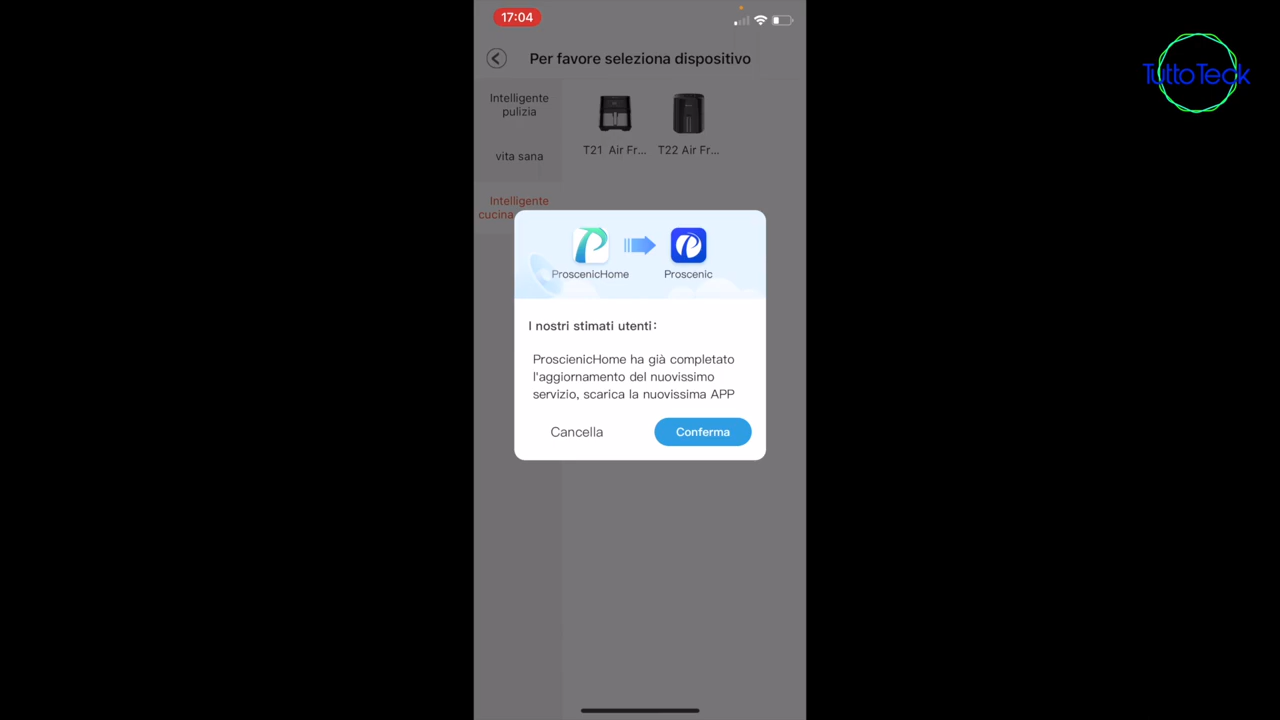 17:04
TuttoTeck
Per favore seleziona dispositivo
Intelligente
pulizia
vita sana
Intelligente
cucina
T21 Air Fr...
T22 Air Fr...
ProscenicHome
Proscenic
I nostri stimati utenti:
ProscienicHome ha già completato
l'aggiornamento del nuovissimo
servizio, scarica la nuovissima APP
Cancella
Conferma